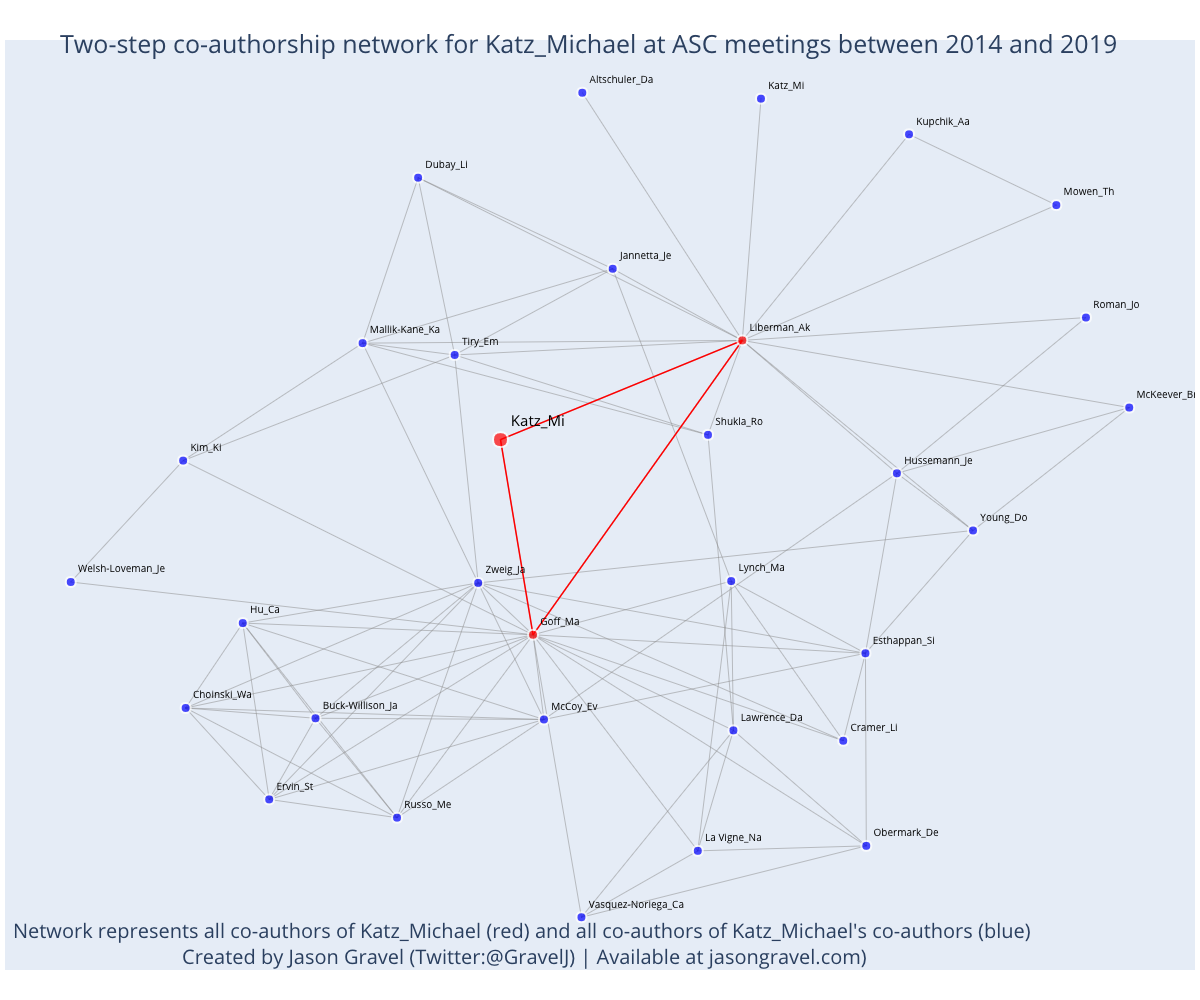 Two-step co-authorship network for Katz_Michael at ASC meetings between 2014 and 2019
Altschuler_Da
Katz_Mi
Kupchik_Aa
Dubay_Li
Mowen_Th
Jannetta_Je
Roman_Jo
Liberman_Ak
Mallik-Kane_Ka
Tiry_Em
McKeever_Br
Katz_Mi
Shukla_Ro
Kim_Ki
Hussemann_Je
Young_Do
Welsh-Loveman_Je
Zweig_Ja
Lynch_Ma
Hu_Ca
Goff_Ma
Esthappan_Si
Choinski_Wa
Buck-Willison_Ja
McCoy_Ev
Lawrence_Da
Cramer_Li
Ervin_St
Russo_Me
La Vigne_Na
Obermark_De
Vasquez-Noriega_Ca
Network represents all co-authors of Katz_Michael (red) and all co-authors of Katz_Michael's co-authors (blue)
Created by Jason Gravel (Twitter:@GravelJ) | Available at jasongravel.com)